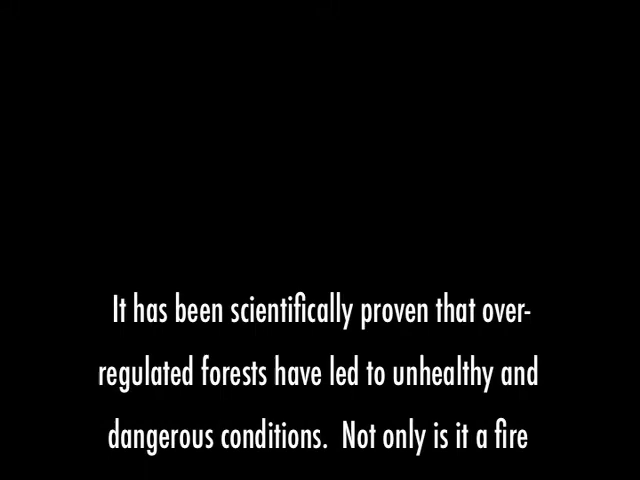 It has been scientifically proven that over-
regulated forests have led to unhealthy and
dangerous conditions.  Not only is it a fire